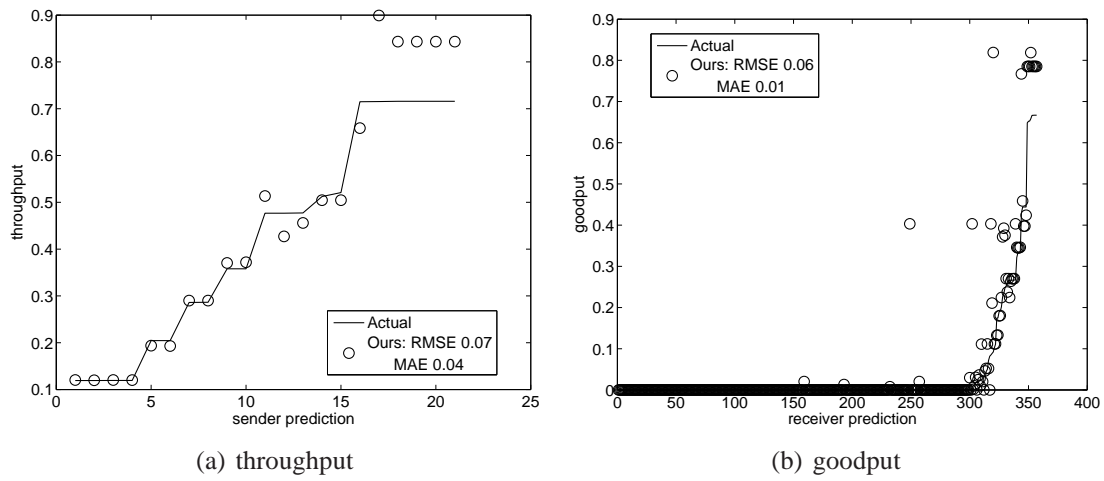 0.9
0.8
0.7
0.6
0.5
0.4
0.3
0.2
0.1
throughput
Actual
Ours: RMSE 0.07
MAE 0.04
0 5 10 15 20 25
sender prediction
(a) throughput
0.9
0.8
0.7
0.6
0.5
0.4
0.3
0.2
0.1
0
goodput
Actual
Ours: RMSE 0.06
MAE 0.01
0 50 100 150 200 250 300 350 400
receiver prediction
(b) goodput